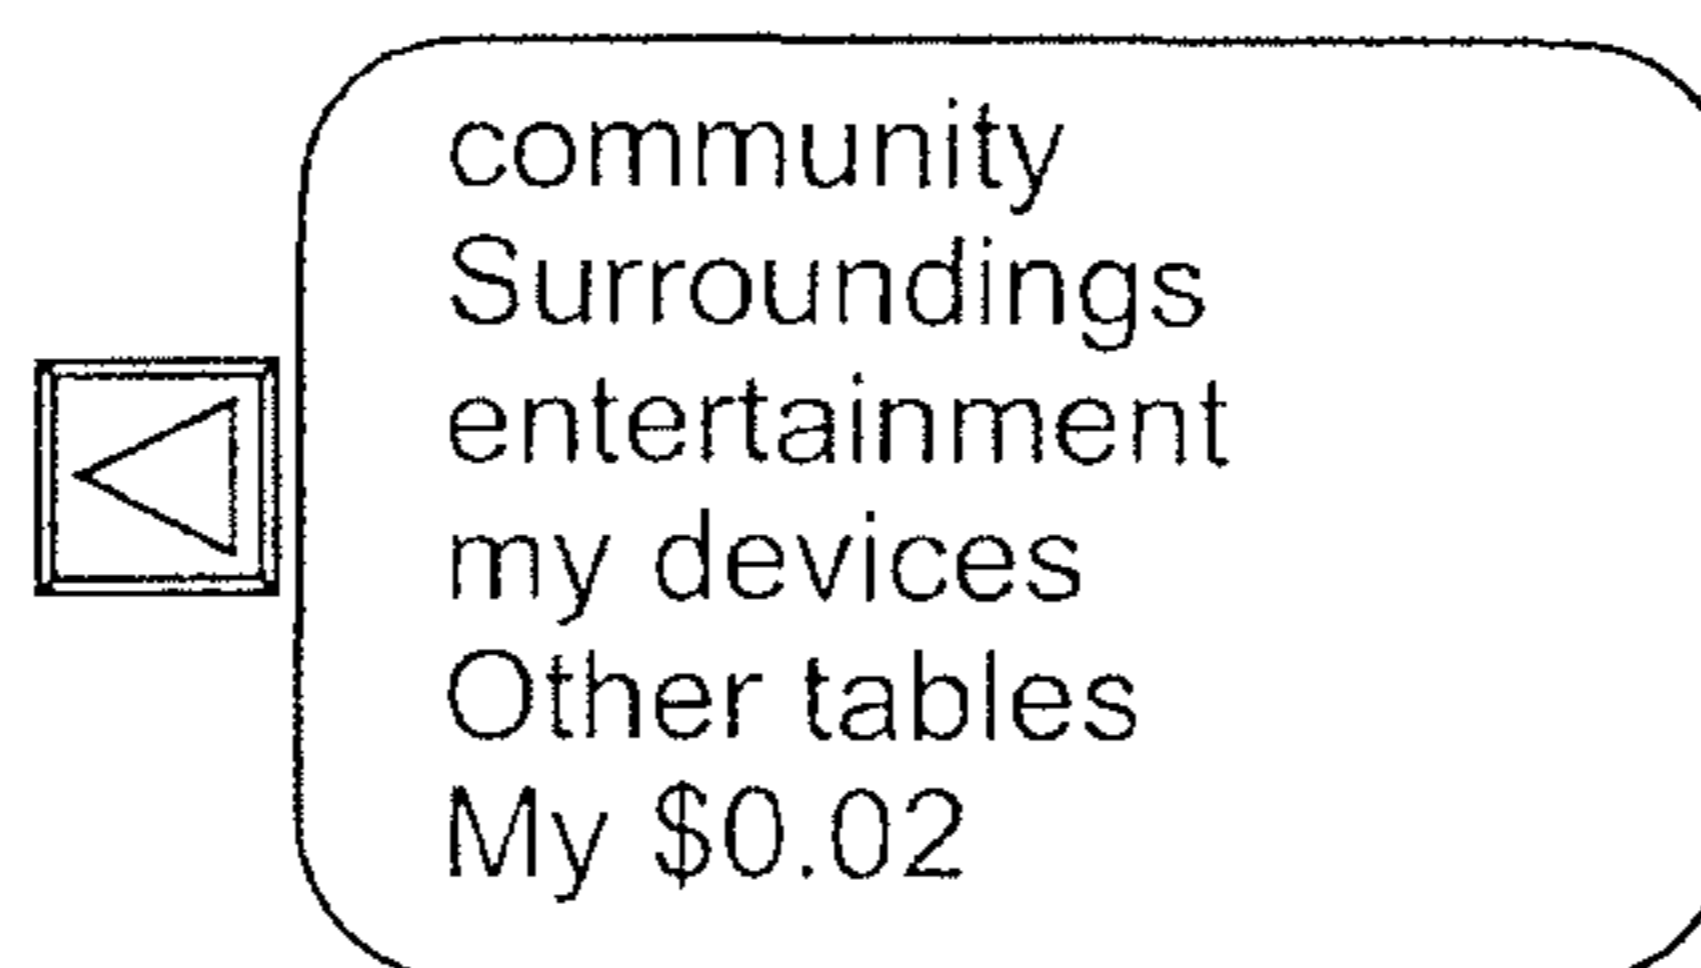 community
Surroundings
entertainment
my devices
Other tables
My $0.02